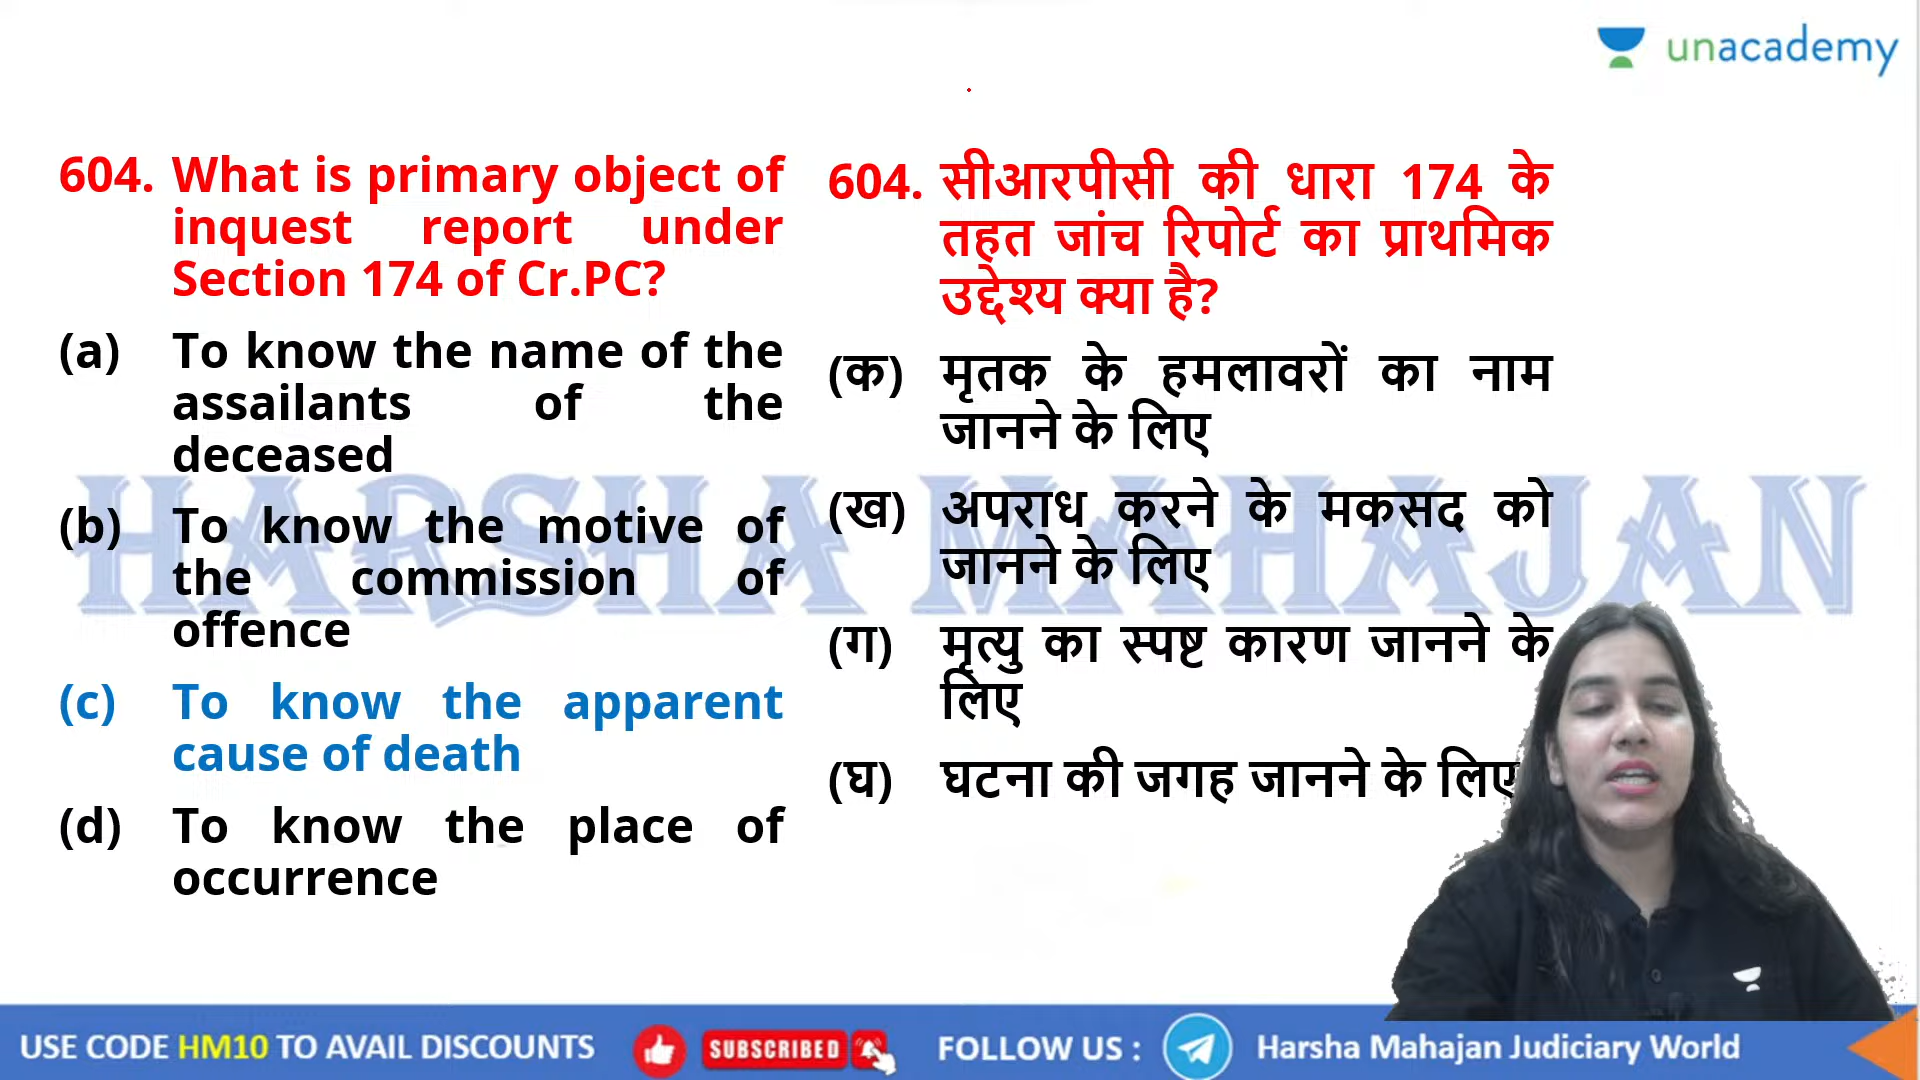 unacademy
604. What is primary object of
inquest report under
Section 174 of Cr.PC?
(a) To know the name of the
assailants of the
deceased
(b) To know the motive of
the commission of
offence
(c) To know the apparent
cause of death
(d) To know the place of
occurrence
604. सीआरपीसी की धारा 174 के
तहत जांच रिपोर्ट का प्राथमिक
उद्देश्य क्या है?
(क) मृतक के हमलावरों का नाम
जानने के लिए
(ख) अपराध करने के मकसद को
जानने के लिए
(ग) मृत्यु का स्पष्ट कारण जानने के
लिए
(घ) घटना की जगह जानने के लिए
HARSHA MAHAJAN
USE CODE HM10 TO AVAIL DISCOUNTS
SUBSCRIBED
FOLLOW US :
Harsha Mahajan Judiciary World